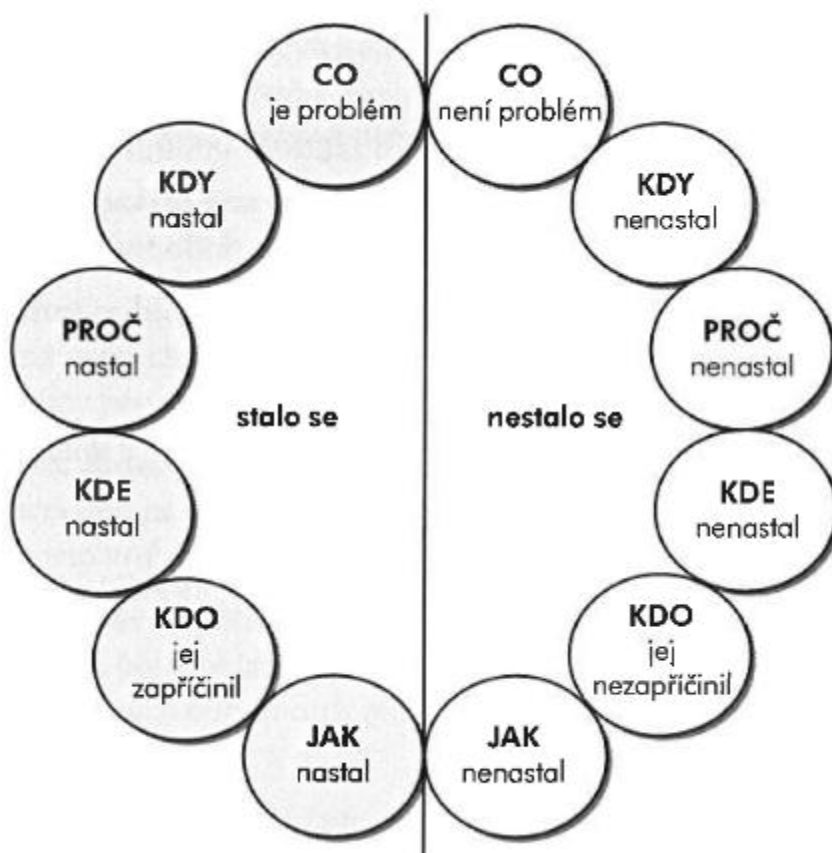 CO
je problém
CO
není problém
KDY
nastal
KDY
nenastal
PROČ
nastal
PROČ
nenastal
stalo se
nestalo se
KDE
nastal
KDE
nenastal
KDO
jej
zapříčinil
KDO
jej
nezapříčinil
JAK
nastal
JAK
nenastal